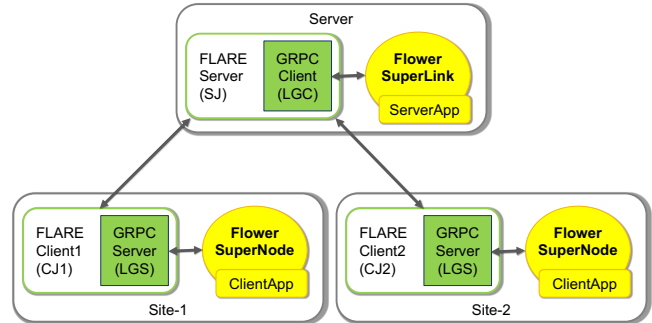 Server
FLARE
Server
(SJ)
GRPC
Client
(LGC)
Flower
SuperLink
ServerApp
FLARE
Client1
(CJ1)
GRPC
Server
(LGS)
Flower
SuperNode
ClientApp
Site-1
FLARE
Client2
(CJ2)
GRPC
Server
(LGS)
Flower
SuperNode
ClientApp
Site-2